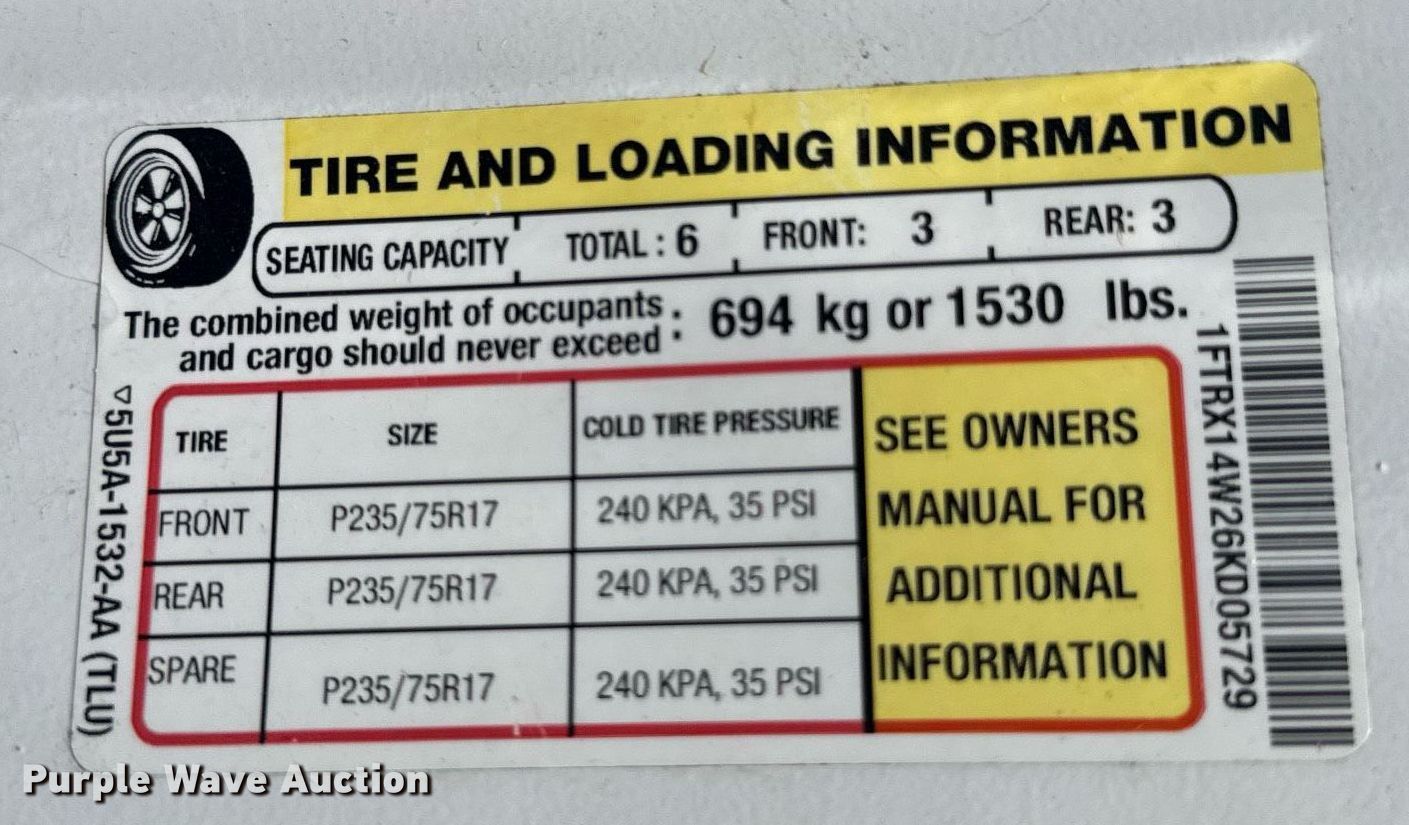 TIRE AND LOADING INFORMATION
SEATING CAPACITY TOTAL : 6 FRONT: 3 REAR: 3
The combined weight of occupants : 694 kg or 1530 lbs.
and cargo should never exceed :
TIRE SIZE COLD TIRE PRESSURE
FRONT P235/75R17 240 KPA, 35 PSI
REAR P235/75R17 240 KPA, 35 PSI
SPARE P235/75R17 240 KPA, 35 PSI
SEE OWNERS
MANUAL FOR
ADDITIONAL
INFORMATION
5U5A-1532-AA (TLU)
1FTRX14W26KD05729
Purple Wave Auction